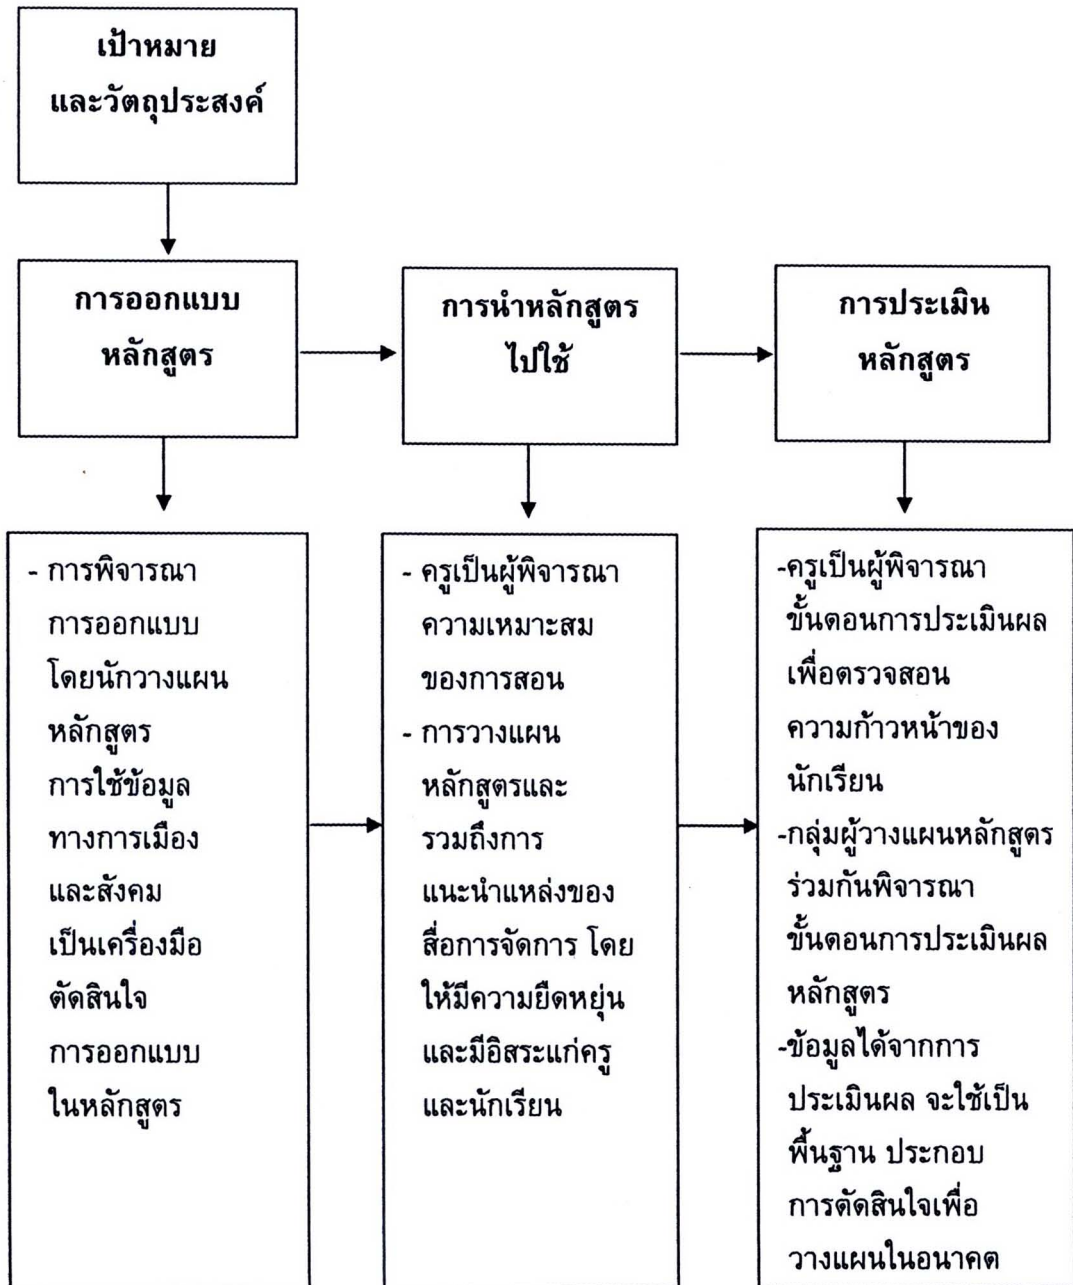 เป้าหมาย
และวัตถุประสงค์
การออกแบบ
หลักสูตร
การนำหลักสูตร
ไปใช้
การประเมิน
หลักสูตร
- การพิจารณา
การออกแบบ
โดยนักวางแผน
หลักสูตร
การใช้ข้อมูล
ทางการเมือง
และสังคม
เป็นเครื่องมือ
ตัดสินใจ
การออกแบบ
ในหลักสูตร
- ครูเป็นผู้พิจารณา
ความเหมาะสม
ของการสอน
- การวางแผน
หลักสูตรและ
รวมถึงการ
แนะนำแหล่งของ
สื่อการจัดการ โดย
ให้มีความยืดหยุ่น
และมีอิสระแก่ครู
และนักเรียน
-ครูเป็นผู้พิจารณา
ขั้นตอนการประเมินผล
เพื่อตรวจสอน
ความก้าวหน้าของ
นักเรียน
-กลุ่มผู้วางแผนหลักสูตร
ร่วมกันพิจารณา
ขั้นตอนการประเมินผล
หลักสูตร
-ข้อมูลได้จากการ
ประเมินผล จะใช้เป็น
พื้นฐาน ประกอบ
การตัดสินใจเพื่อ
วางแผนในอนาคต